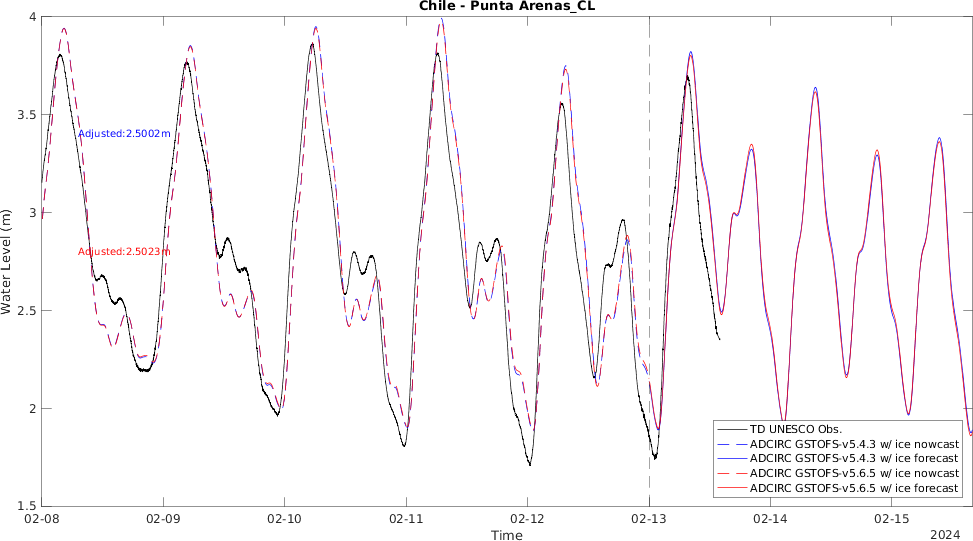 Chile - Punta Arenas_CL
4
3.5
3
2.5
2
1.5
Water Level (m)
Adjusted:2.5002m
Adjusted:2.5023m
TD UNESCO Obs.
ADCIRC GSTOFS-v5.4.3 w/ ice nowcast
ADCIRC GSTOFS-v5.4.3 w/ ice forecast
ADCIRC GSTOFS-v5.6.5 w/ ice nowcast
ADCIRC GSTOFS-v5.6.5 w/ ice forecast
02-08 02-09 02-10 02-11 02-12 02-13 02-14 02-15
Time
2024